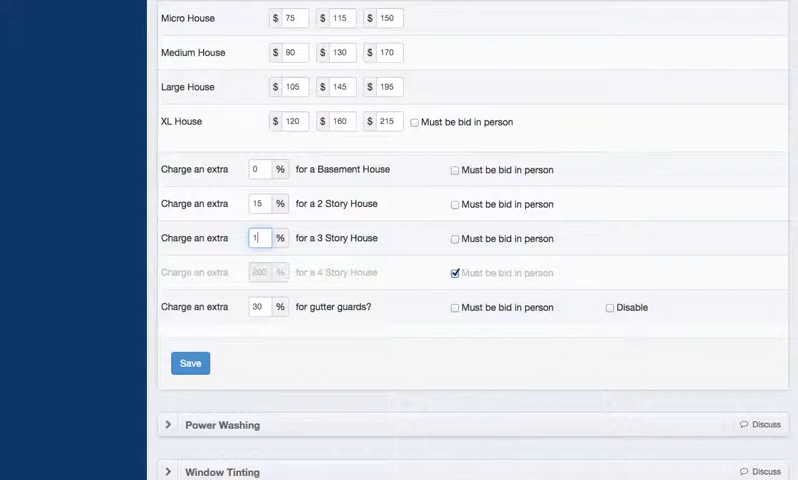 Micro House $ 75 $ 115 $ 150
Medium House $ 90 $ 130 $ 170
Large House $ 105 $ 145 $ 195
XL House $ 120 $ 160 $ 215 Must be bid in person
Charge an extra 0 % for a Basement House Must be bid in person
Charge an extra 15 % for a 2 Story House Must be bid in person
Charge an extra 1 % for a 3 Story House Must be bid in person
Charge an extra 200 % for a 4 Story House Must be bid in person
Charge an extra 30 % for gutter guards? Must be bid in person Disable
Save
Power Washing Discuss
Window Tinting Discuss